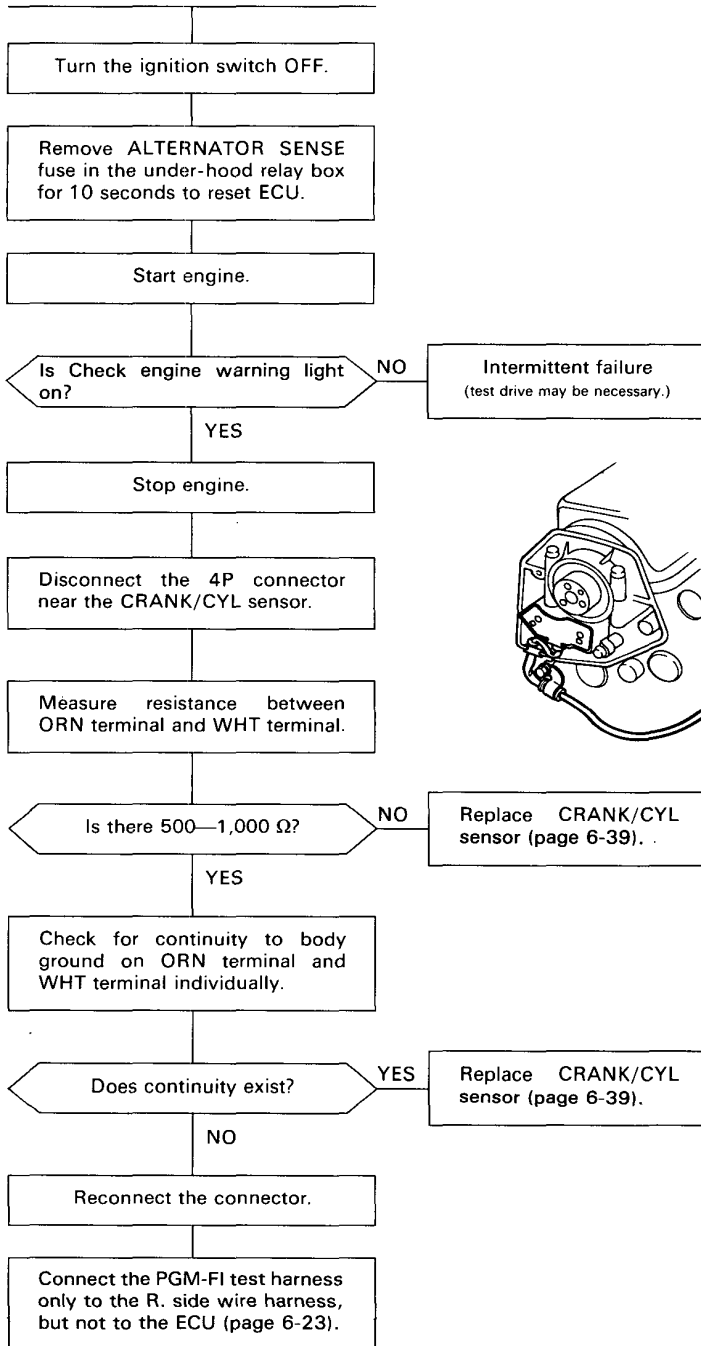 Turn the ignition switch OFF.
Remove ALTERNATOR SENSE
fuse in the under-hood relay box
for 10 seconds to reset ECU.
Start engine.
Is Check engine warning light
on?
NO
Intermittent failure
(test drive may be necessary.)
YES
Stop engine.
Disconnect the 4P connector
near the CRANK/CYL sensor.
Measure resistance between
ORN terminal and WHT terminal.
Is there 500—1,000 Ω?
NO
Replace CRANK/CYL
sensor (page 6-39).
YES
Check for continuity to body
ground on ORN terminal and
WHT terminal individually.
Does continuity exist?
YES
Replace CRANK/CYL
sensor (page 6-39).
NO
Reconnect the connector.
Connect the PGM-FI test harness
only to the R. side wire harness,
but not to the ECU (page 6-23).